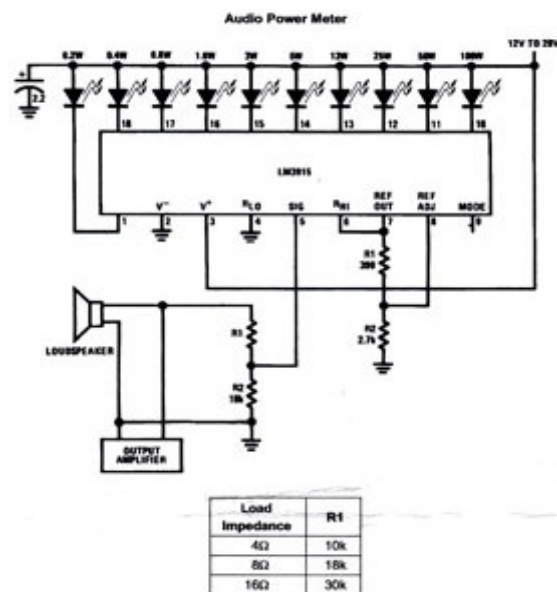 Audio Power Meter
12V TO 20V
0.2W 0.4W 0.8W 1.6W 3W 6W 12W 25W 50W 100W
2.2
18 17 16 15 14 13 12 11 10
LM3915
V⁻ V⁺ RLO SIG RHI REF OUT REF ADJ MODE
1 2 3 4 5 6 7 8 9
R1
390
R2
2.7k
LOUDSPEAKER
R1
R2
10k
OUTPUT
AMPLIFIER
Load Impedance R1
4Ω 10k
8Ω 18k
16Ω 30k